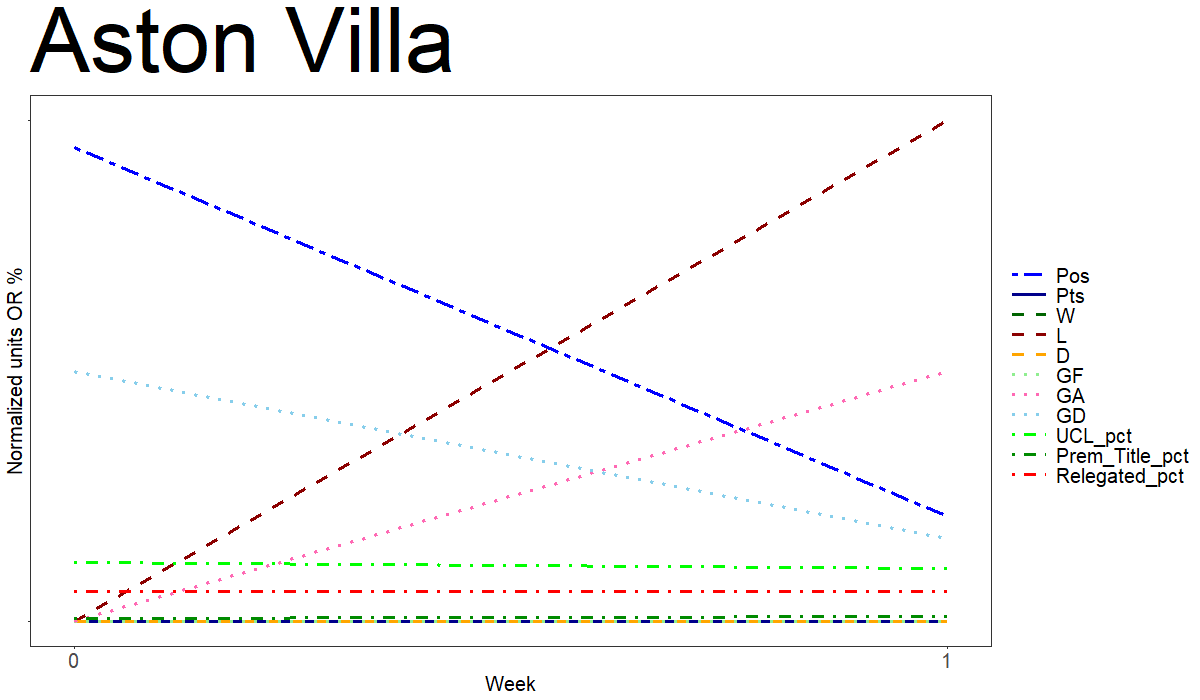 Aston Villa
Normalized units OR %
Pos
Pts
W
L
D
GF
GA
GD
UCL_pct
Prem_Title_pct
Relegated_pct
0
1
Week